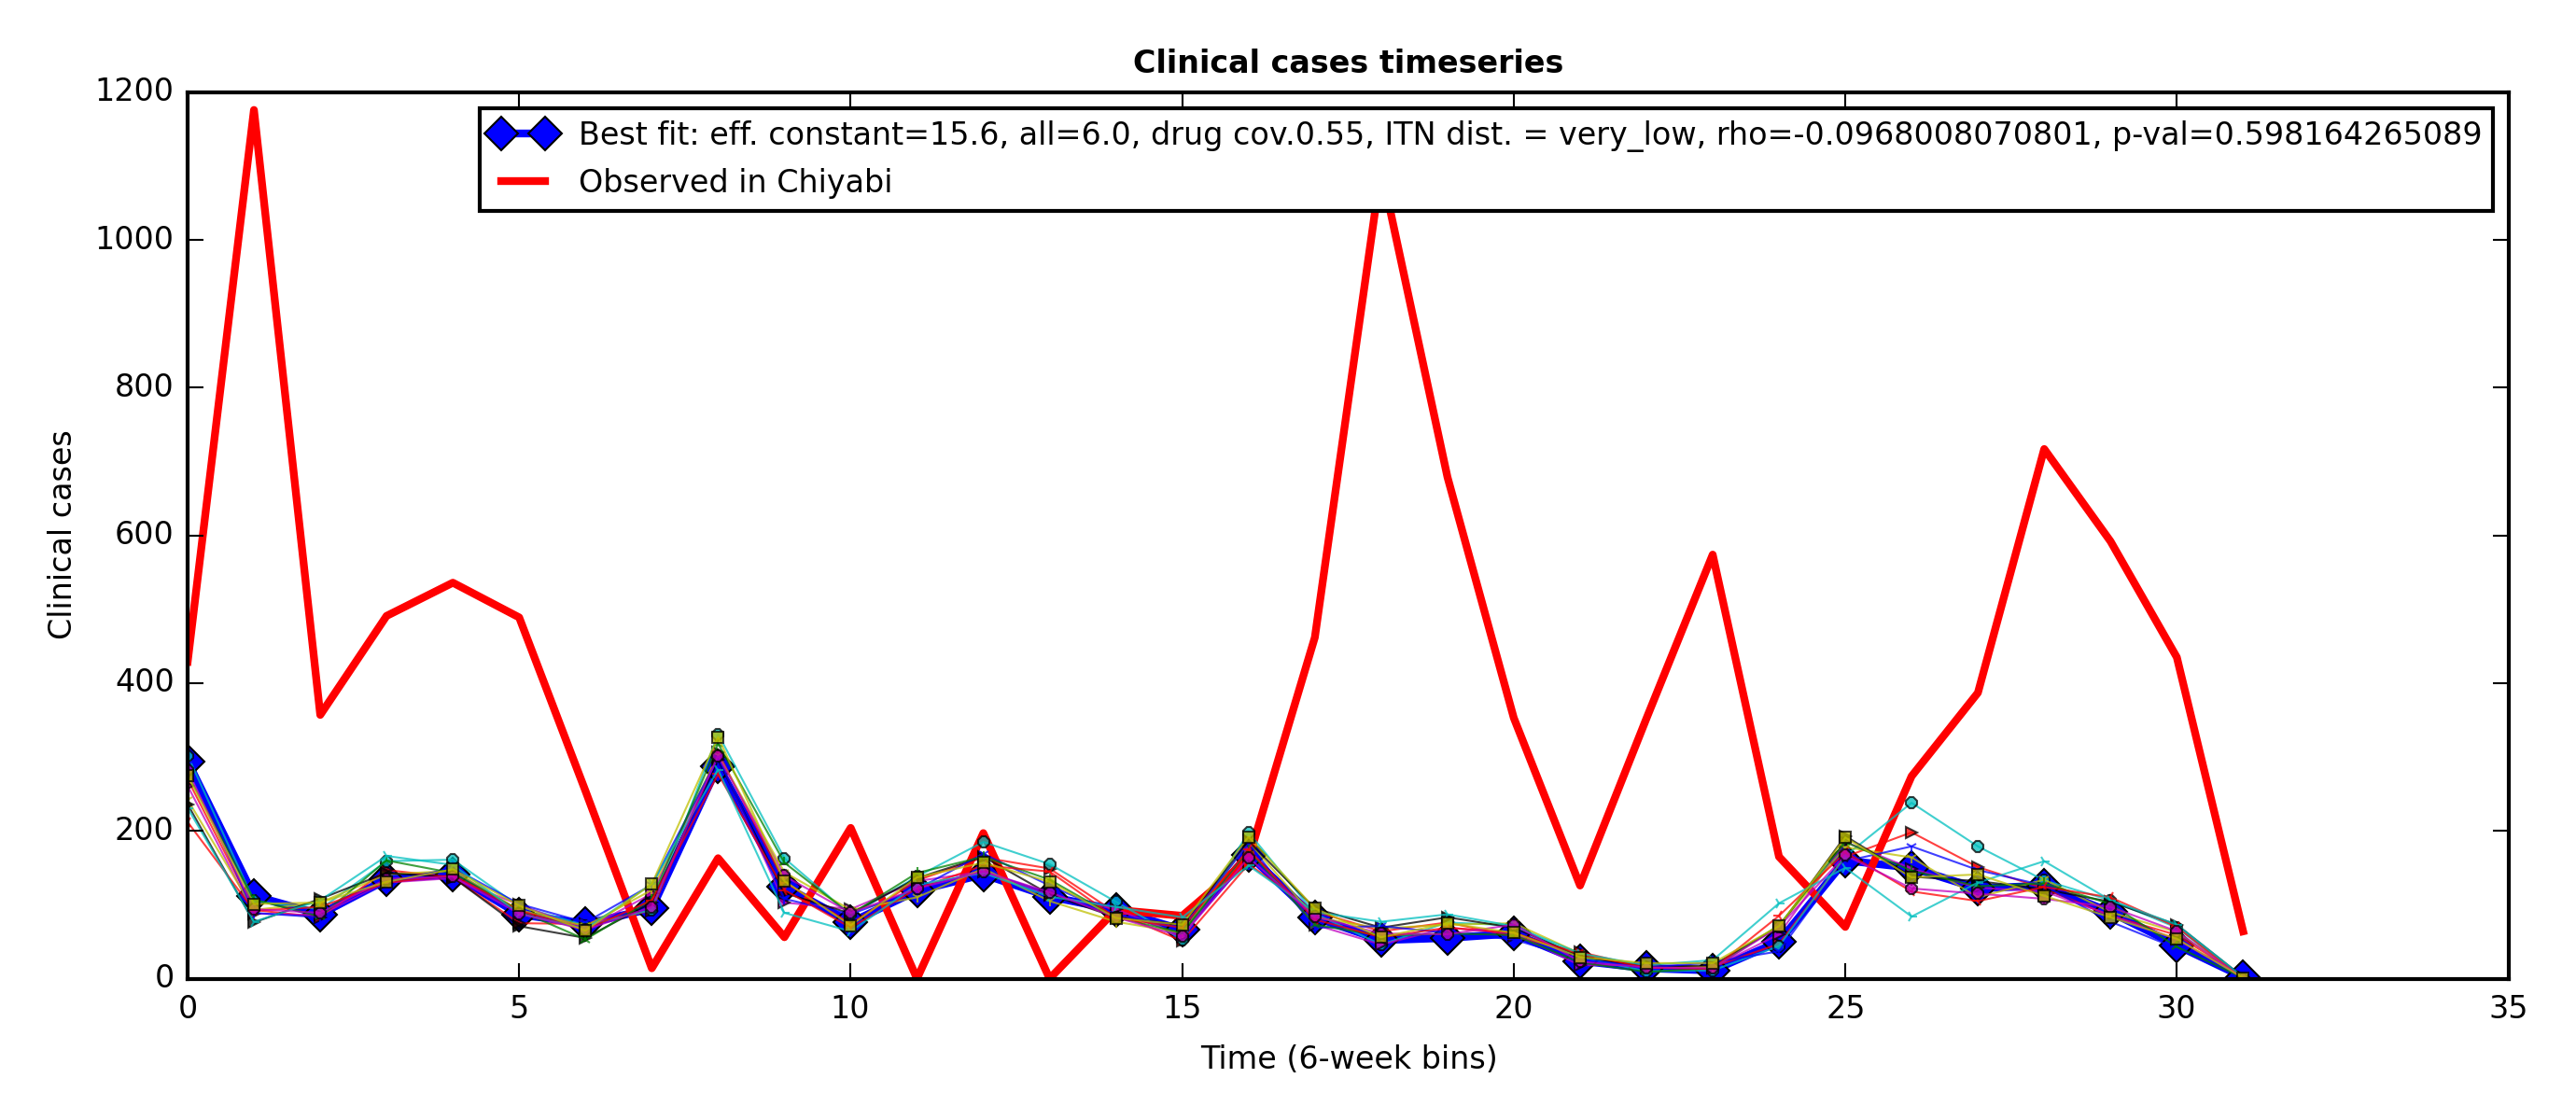 Clinical cases timeseries
1200
1000
800
600
400
200
0
Clinical cases
Best fit: eff. constant=15.6, all=6.0, drug cov.0.55, ITN dist. = very_low, rho=-0.0968008070801, p-val=0.598164265089
Observed in Chiyabi
0 5 10 15 20 25 30 35
Time (6-week bins)